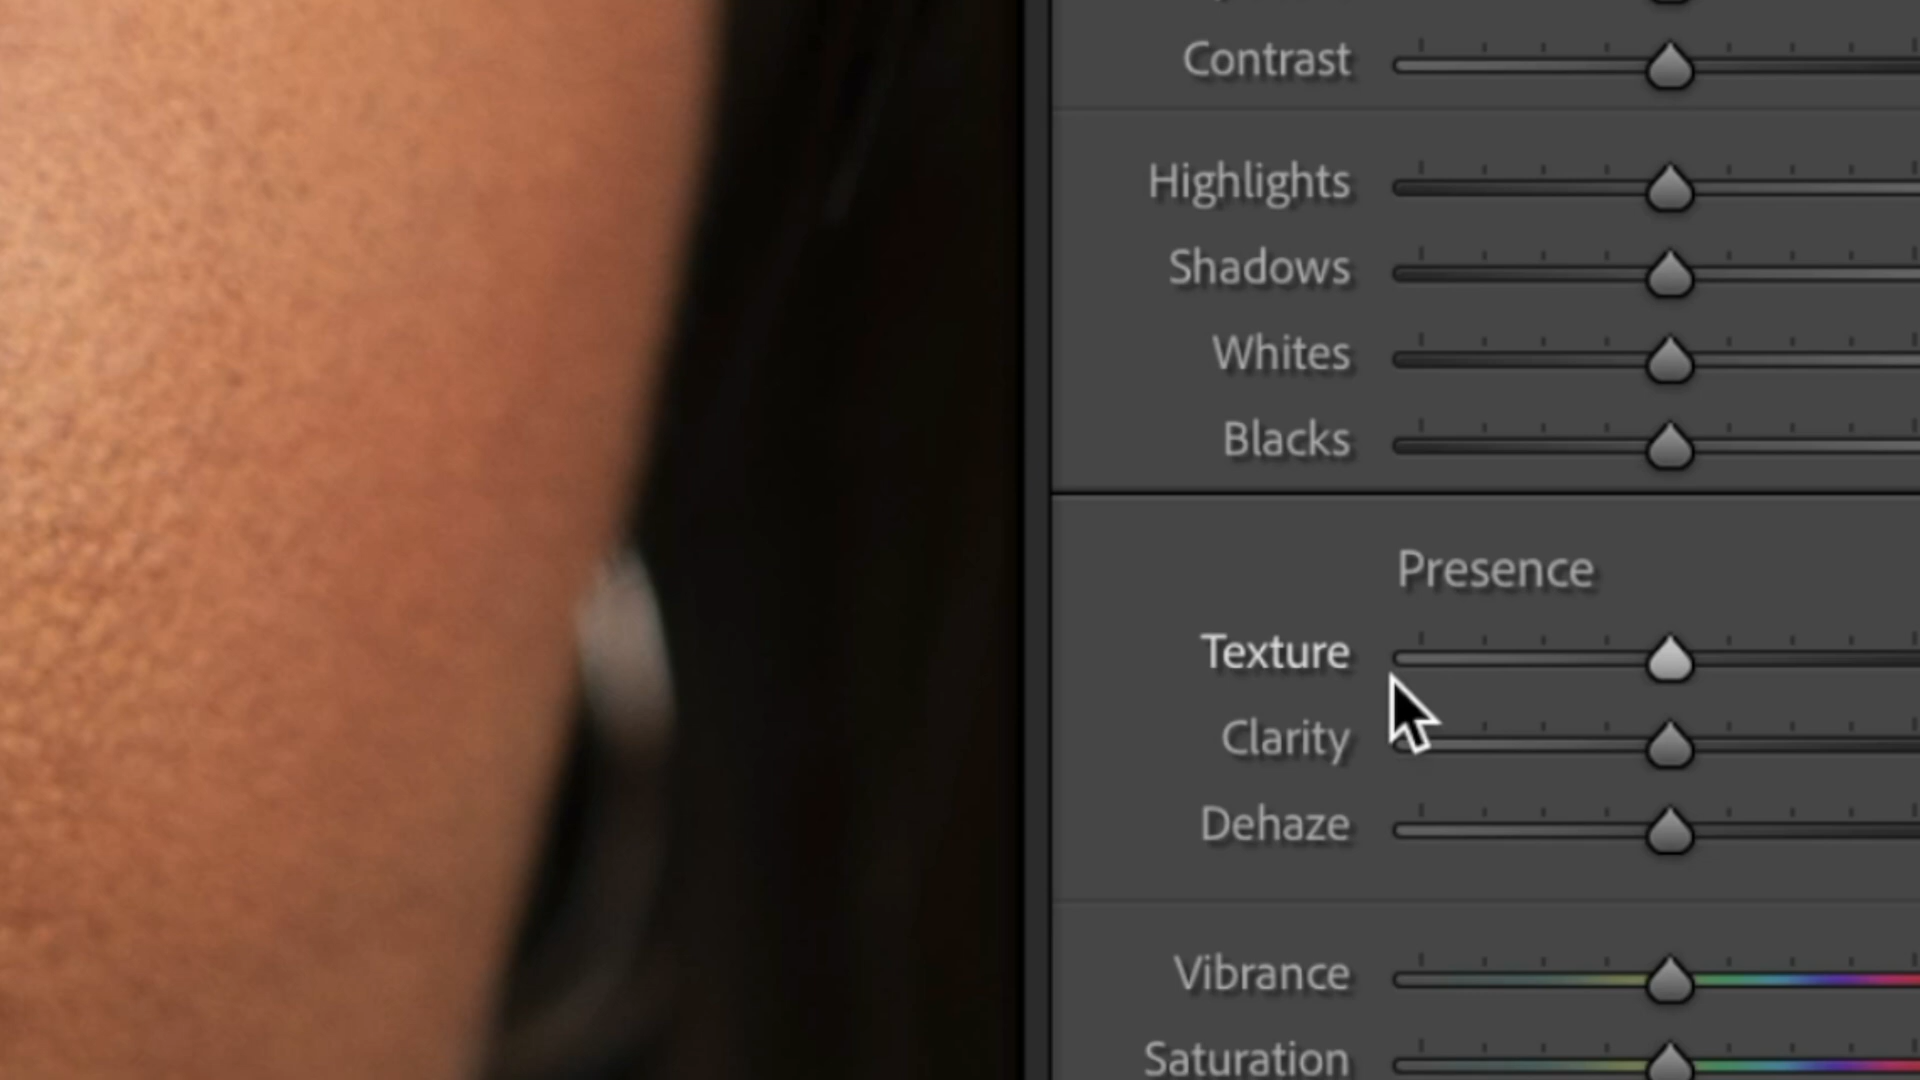 Contrast
Highlights
Shadows
Whites
Blacks
Presence
Texture
Clarity
Dehaze
Vibrance
Saturation